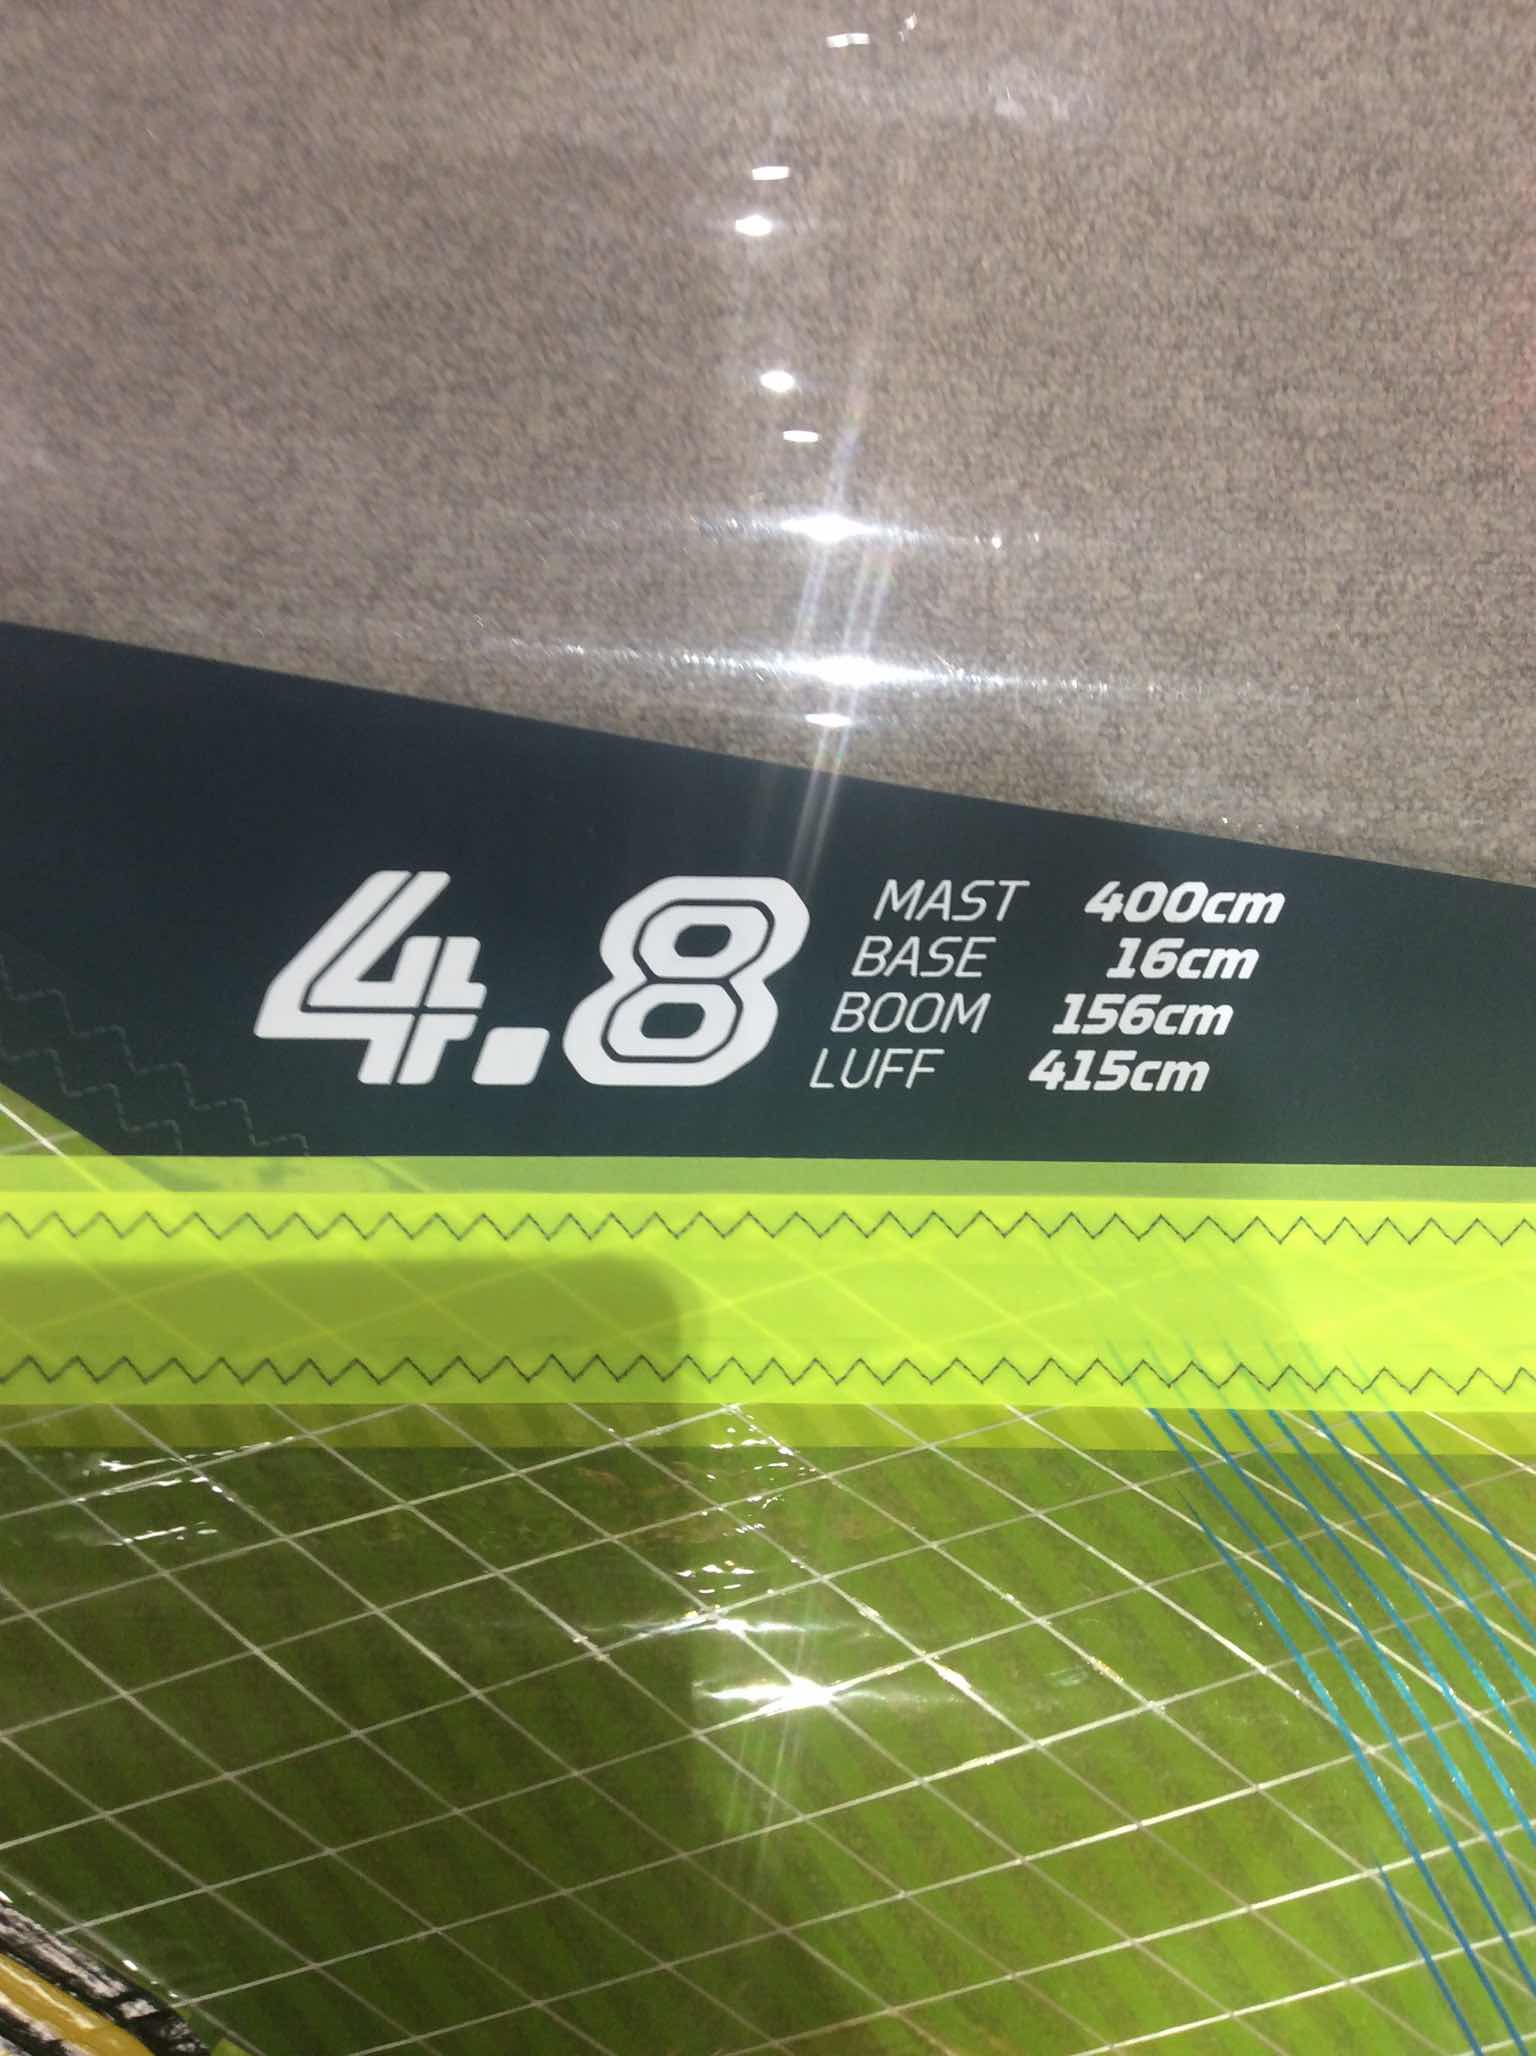 4.8
MAST 400cm
BASE 16cm
BOOM 156cm
LUFF 415cm